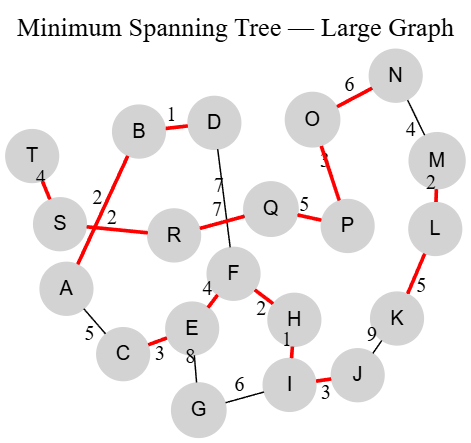 Minimum Spanning Tree — Large Graph
N
6
O
D
1
B
4
T
3
M
4
2
7
2
S
2
7
Q
5
R
P
L
F
A
4
2
5
H
K
E
5
1
9
C
3
8
J
I
6
3
G